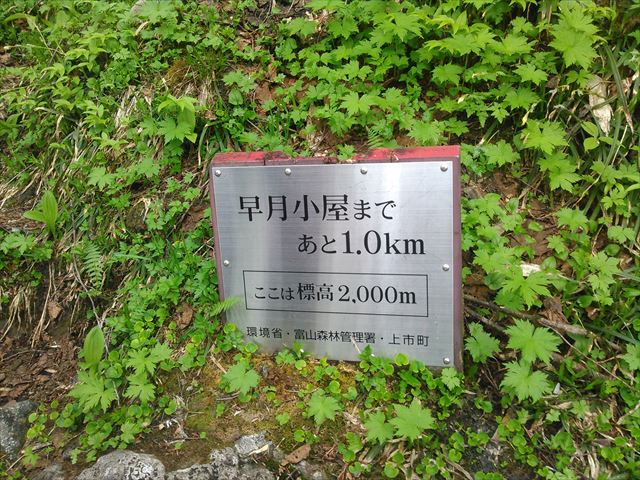 早月小屋まで
あと1.0km
ここは標高2,000m
環境省・富山森林管理署・上市町